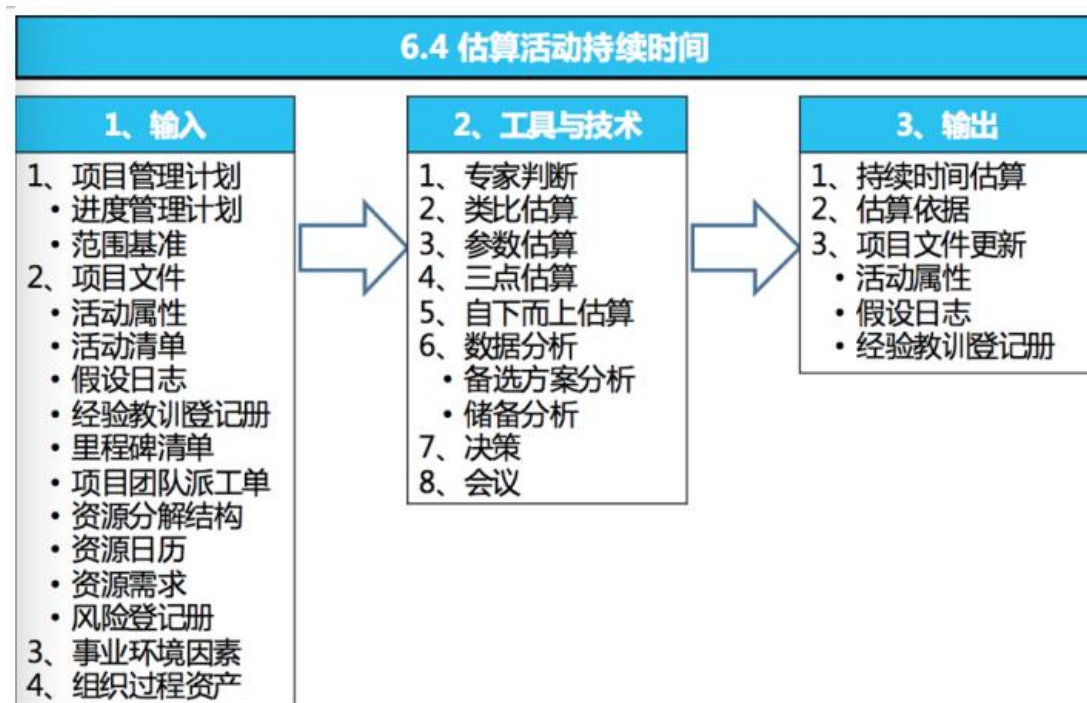 6.4 估算活动持续时间
1、输入
1、项目管理计划
• 进度管理计划
• 范围基准
2、项目文件
• 活动属性
• 活动清单
• 假设日志
• 经验教训登记册
• 里程碑清单
• 项目团队派工单
• 资源分解结构
• 资源日历
• 资源需求
• 风险登记册
3、事业环境因素
4、组织过程资产
2、工具与技术
1、专家判断
2、类比估算
3、参数估算
4、三点估算
5、自下而上估算
6、数据分析
• 备选方案分析
• 储备分析
7、决策
8、会议
3、输出
1、持续时间估算
2、估算依据
3、项目文件更新
• 活动属性
• 假设日志
• 经验教训登记册